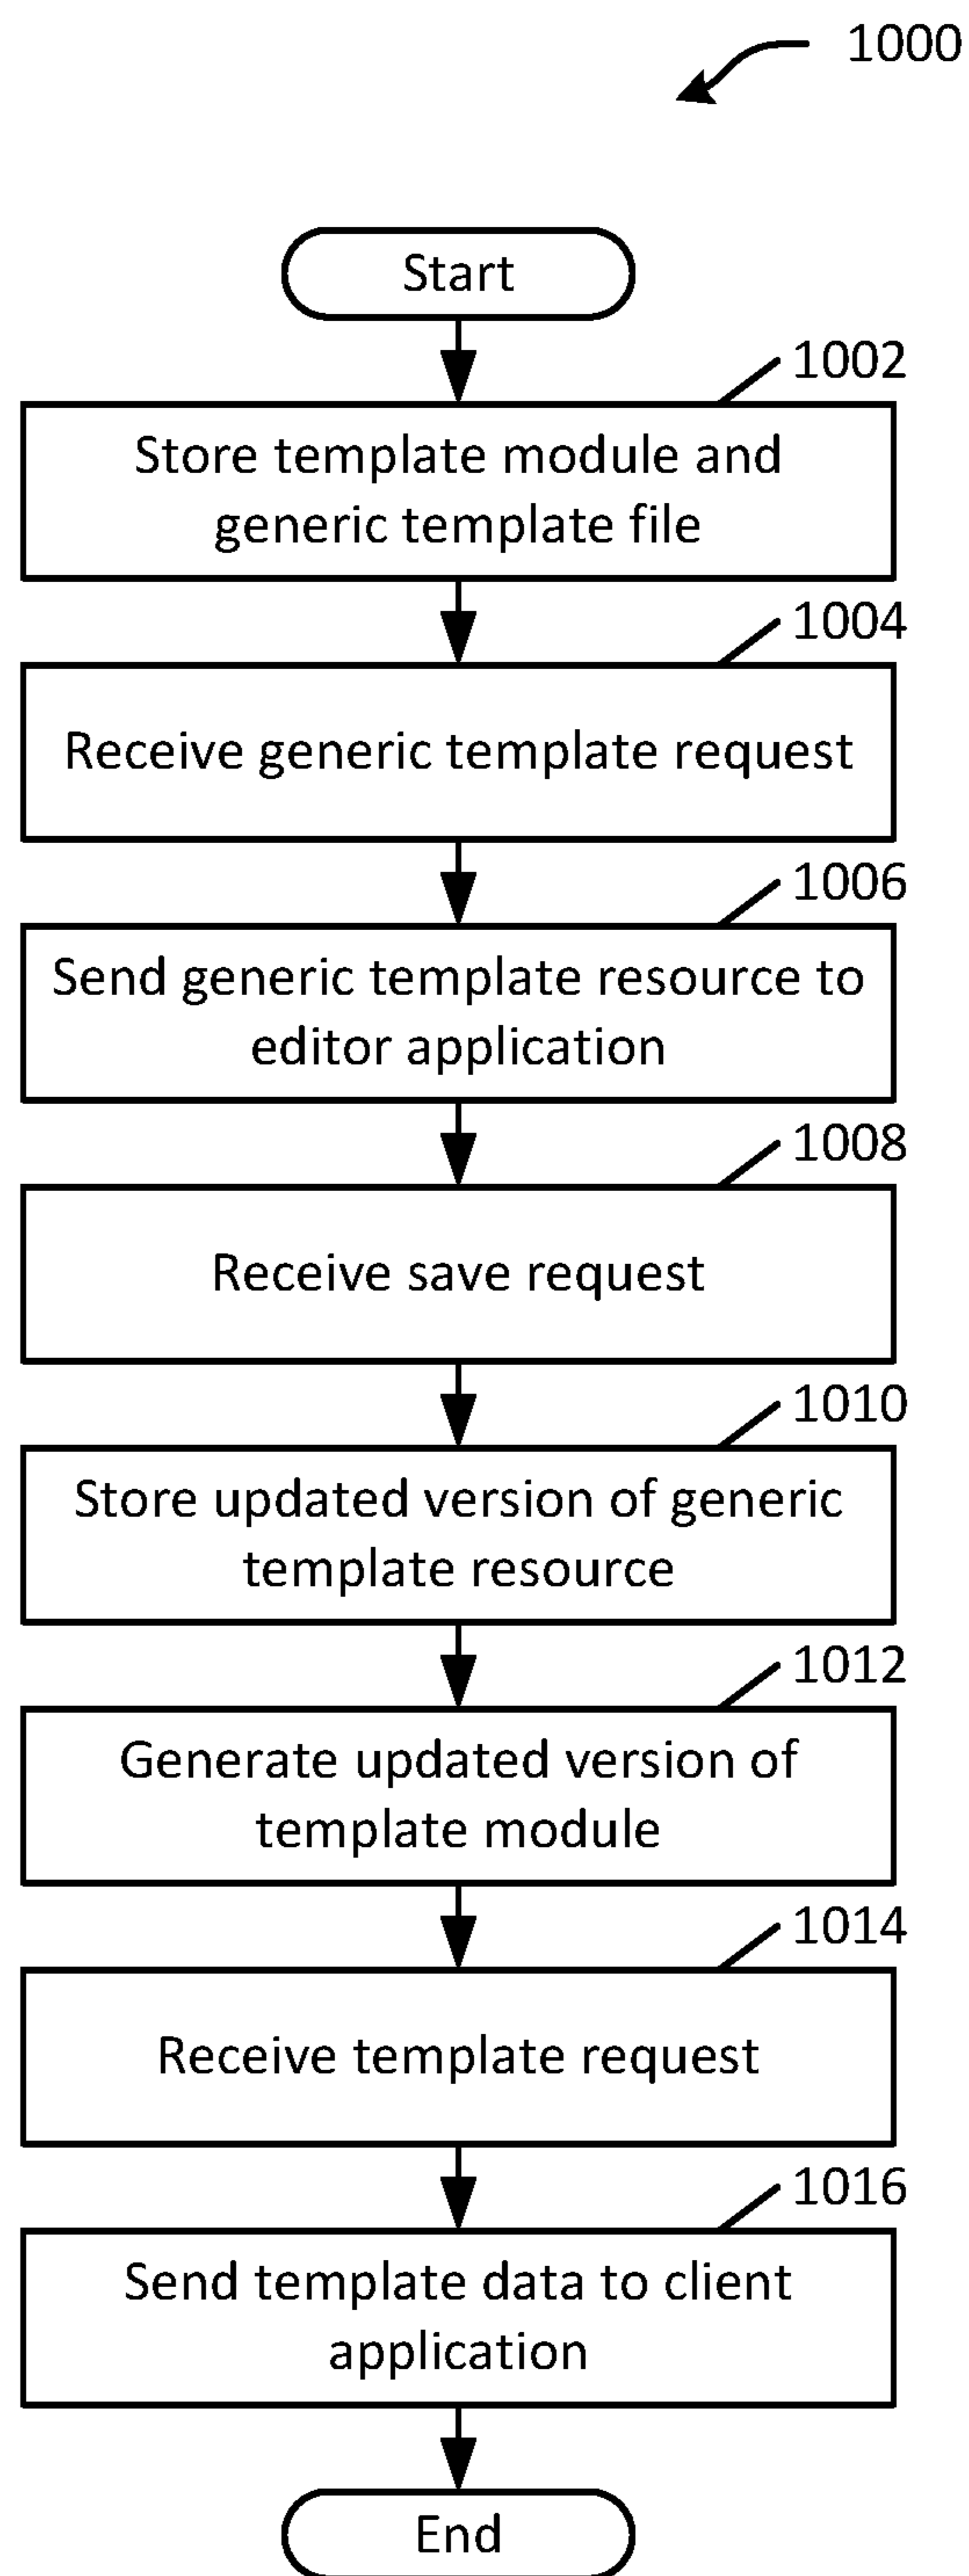 1000
Start
1002
Store template module and
generic template file
1004
Receive generic template request
1006
Send generic template resource to
editor application
1008
Receive save request
1010
Store updated version of generic
template resource
1012
Generate updated version of
template module
1014
Receive template request
1016
Send template data to client
application
End